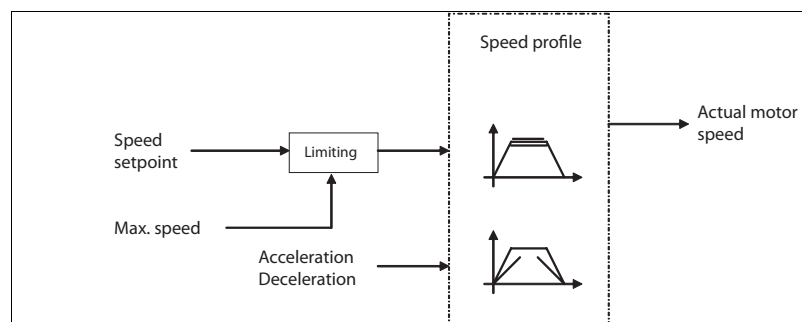 Speed profile
Actual motor
speed
Speed
setpoint
Limiting
Max. speed
Acceleration
Deceleration